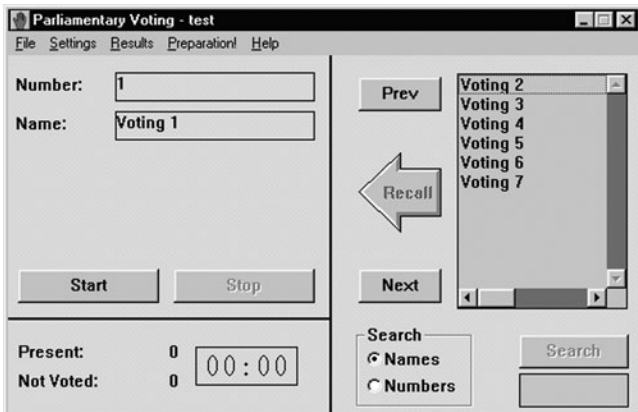 Parliamentary Voting - test
File Settings Results Preparation! Help
Number: 1
Name: Voting 1
Start Stop
Present: 0
Not Voted: 0
00:00
Prev
Recall
Next
Voting 2
Voting 3
Voting 4
Voting 5
Voting 6
Voting 7
Search
Names
Numbers
Search